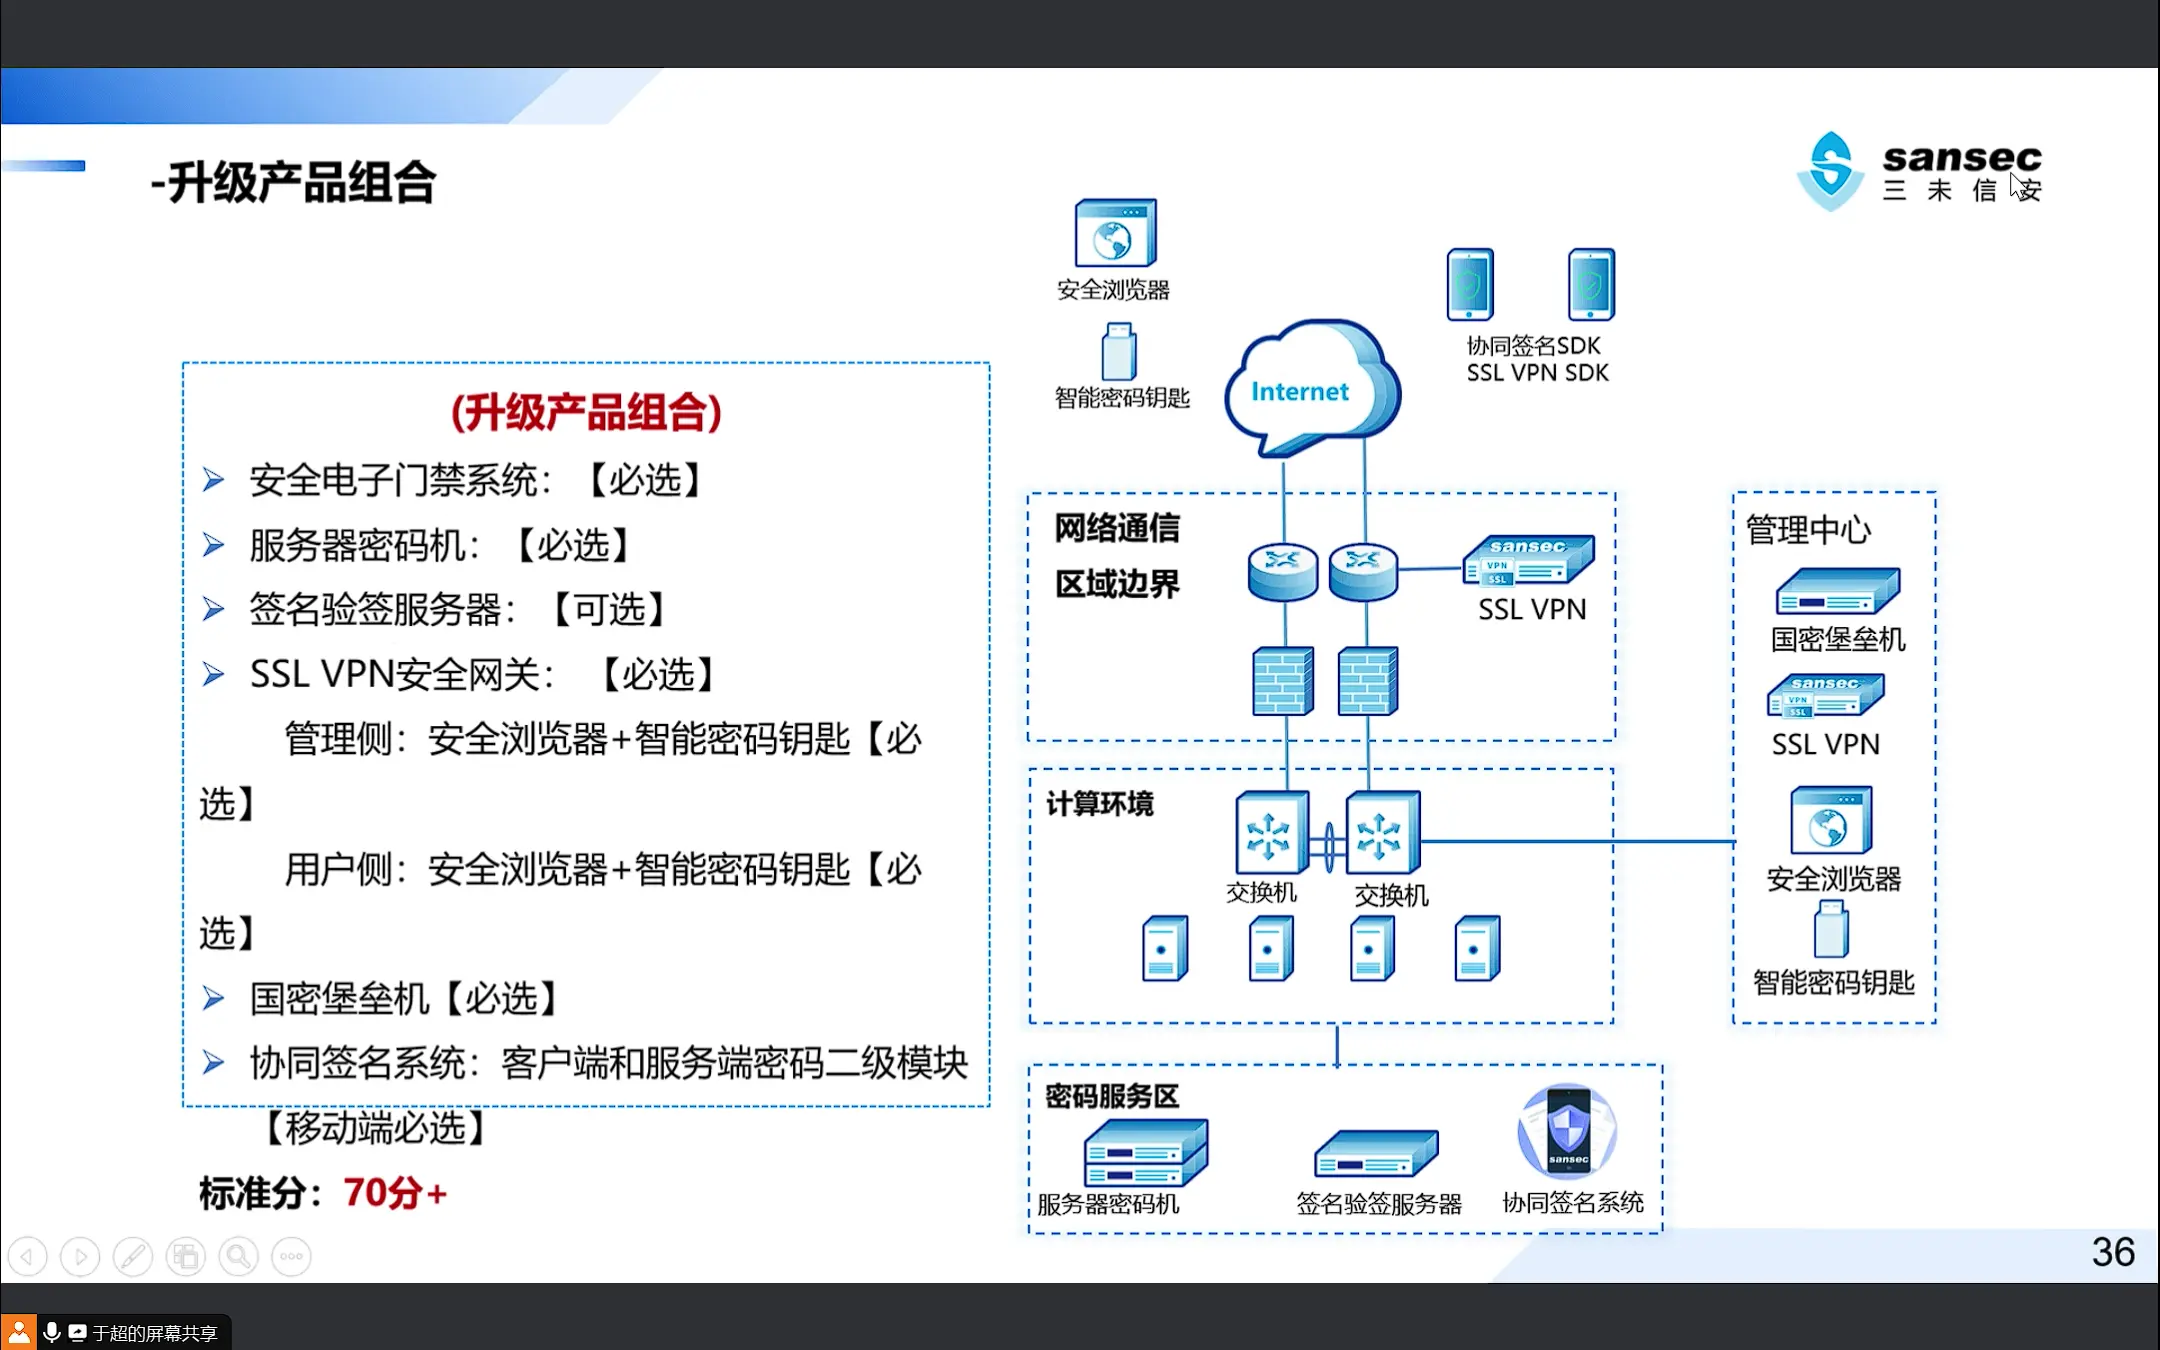 -升级产品组合
sansec
三未信安
(升级产品组合)
安全电子门禁系统：【必选】
服务器密码机：【必选】
签名验签服务器：【可选】
SSL VPN安全网关：【必选】
管理侧：安全浏览器+智能密码钥匙【必
选】
用户侧：安全浏览器+智能密码钥匙【必
选】
国密堡垒机【必选】
协同签名系统：客户端和服务端密码二级模块
【移动端必选】
标准分：70分+
安全浏览器
智能密码钥匙
Internet
协同签名SDK
SSL VPN SDK
网络通信
区域边界
sansec
VPN
SSL
SSL VPN
计算环境
交换机
交换机
密码服务区
服务器密码机
签名验签服务器
sansec
协同签名系统
管理中心
国密堡垒机
sansec
VPN
SSL
SSL VPN
安全浏览器
智能密码钥匙
36
于超的屏幕共享